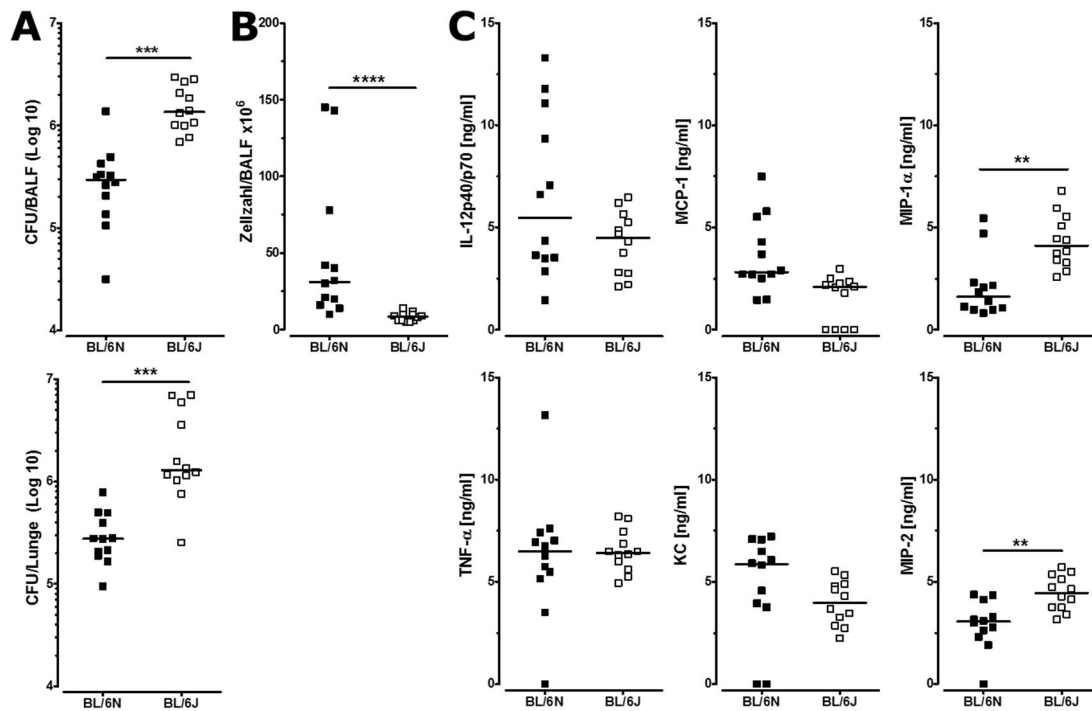 A
B
C
CFU/BALF (Log 10)
7
6
5
4
***
BL/6N
BL/6J
Zellzahl/BALF x10⁶
200
150
100
50
0
****
BL/6N
BL/6J
IL-12p40/p70 [ng/ml]
15
10
5
0
BL/6N
BL/6J
MCP-1 [ng/ml]
15
10
5
0
BL/6N
BL/6J
MIP-1α [ng/ml]
15
10
5
0
**
BL/6N
BL/6J
CFU/Lunge (Log 10)
7
6
5
4
***
BL/6N
BL/6J
TNF-α [ng/ml]
15
10
5
0
BL/6N
BL/6J
KC [ng/ml]
15
10
5
0
BL/6N
BL/6J
MIP-2 [ng/ml]
15
10
5
0
**
BL/6N
BL/6J